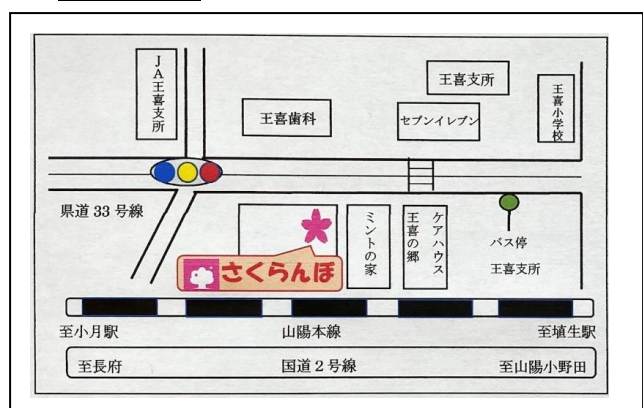 JA王喜支所
王喜歯科
王喜支所
セブンイレブン
王喜小学校
県道33号線
さくらんぼ
ミントの家
ケアハウス
王喜の郷
バス停
王喜支所
至小月駅
山陽本線
至埴生駅
至長府
国道2号線
至山陽小野田